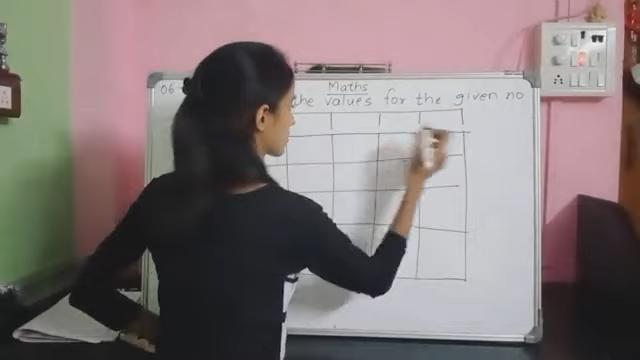 06
Maths
the values for the given no